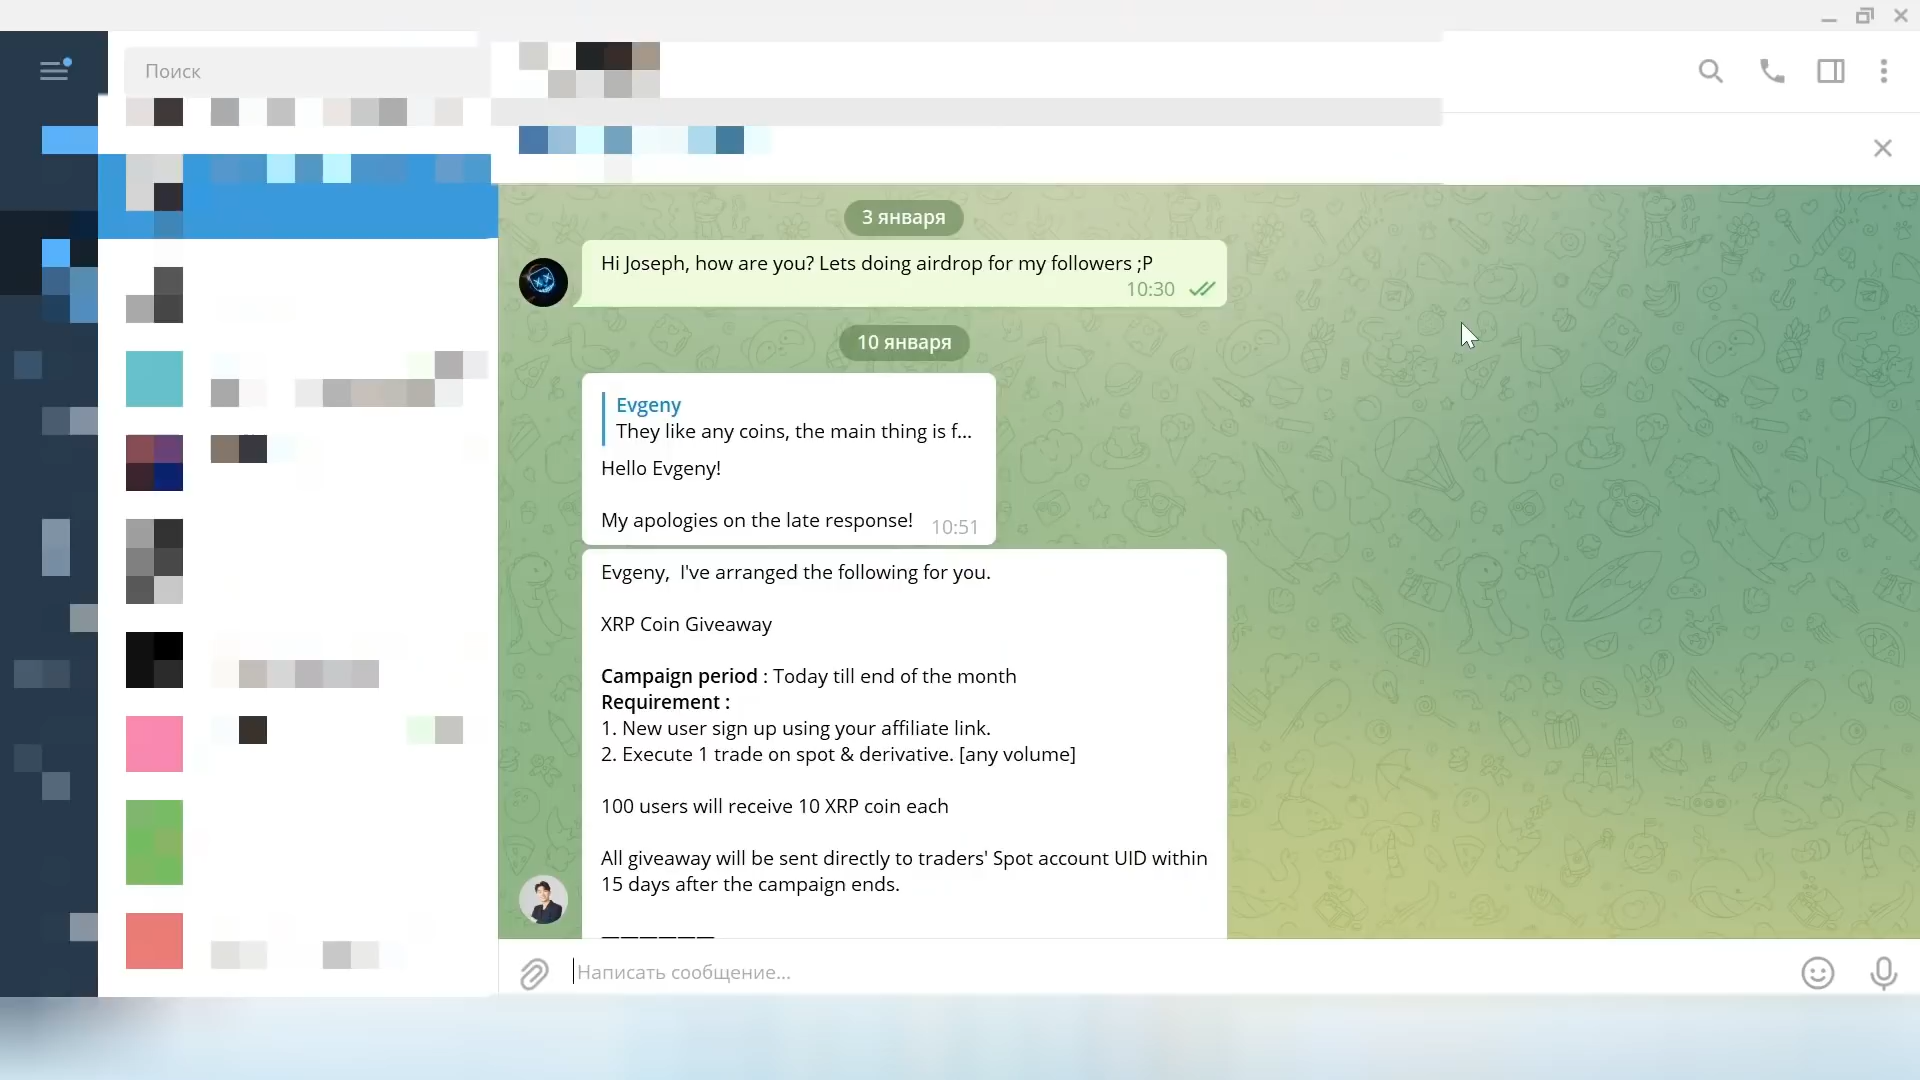 Поиск
3 января
Hi Joseph, how are you? Lets doing airdrop for my followers ;P
10:30
10 января
Evgeny
They like any coins, the main thing is f...
Hello Evgeny!
My apologies on the late response!
10:51
Evgeny,  I've arranged the following for you.
XRP Coin Giveaway
Campaign period : Today till end of the month
Requirement :
1. New user sign up using your affiliate link.
2. Execute 1 trade on spot & derivative. [any volume]
100 users will receive 10 XRP coin each
All giveaway will be sent directly to traders' Spot account UID within
15 days after the campaign ends.
——————
Написать сообщение...